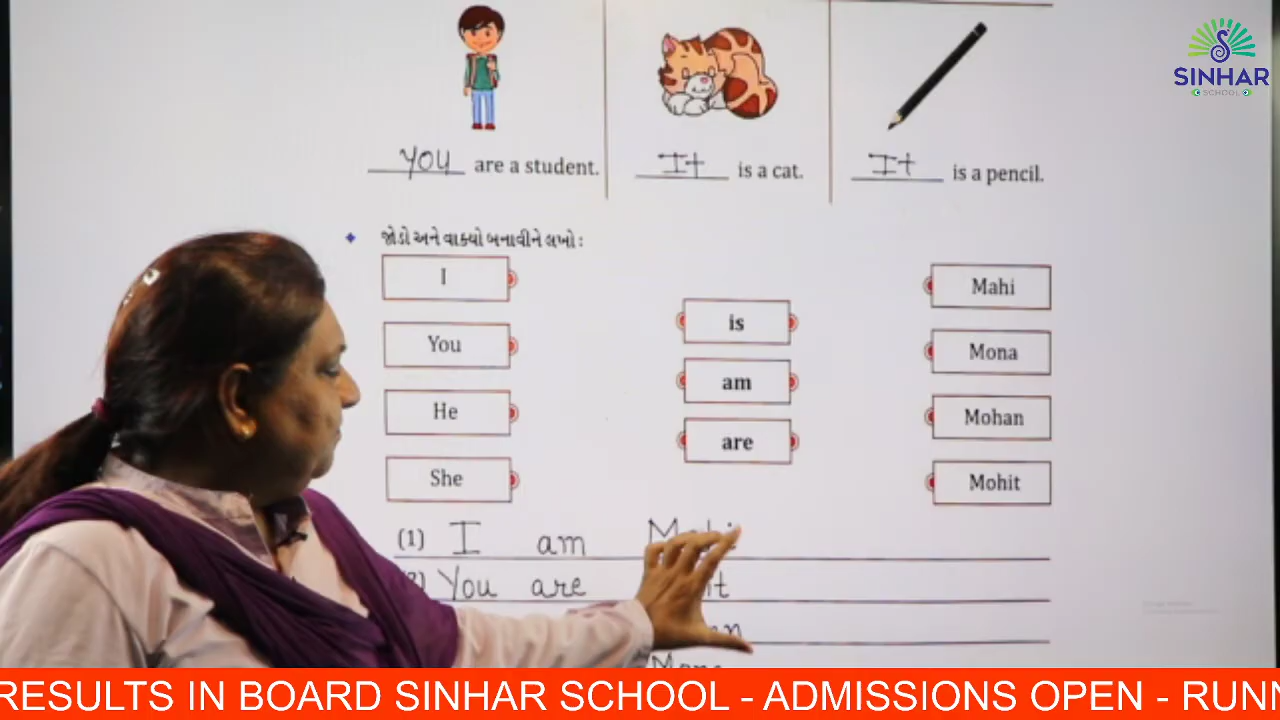 SINHAR
SCHOOL
YOU are a student.
It is a cat.
It is a pencil.
જોડો અને વાક્યો બનાવીને લખો :
I
You
He
She
is
am
are
Mahi
Mona
Mohan
Mohit
(1) I am
You are
RESULTS IN BOARD SINHAR SCHOOL - ADMISSIONS OPEN - RUNN